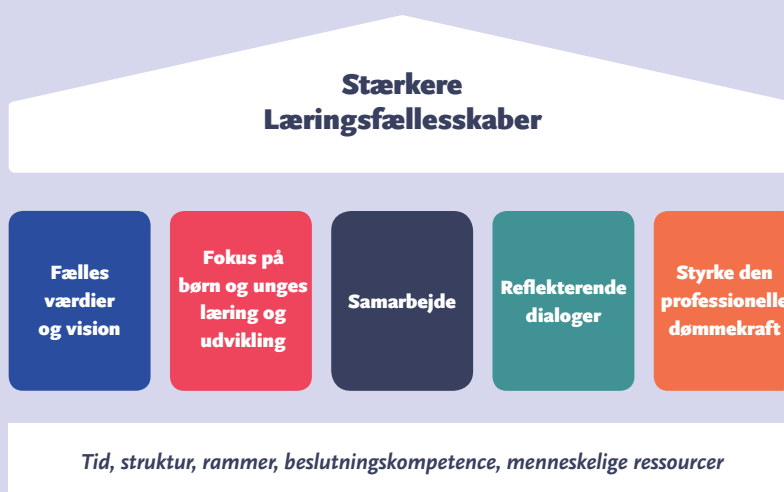 Stærkere
Læringsfællesskaber
Fælles
værdier
og vision
Fokus på
børn og unges
læring og
udvikling
Samarbejde
Reflekterende
dialoger
Styrke den
professionelle
dømmekraft
Tid, struktur, rammer, beslutningskompetence, menneskelige ressourcer